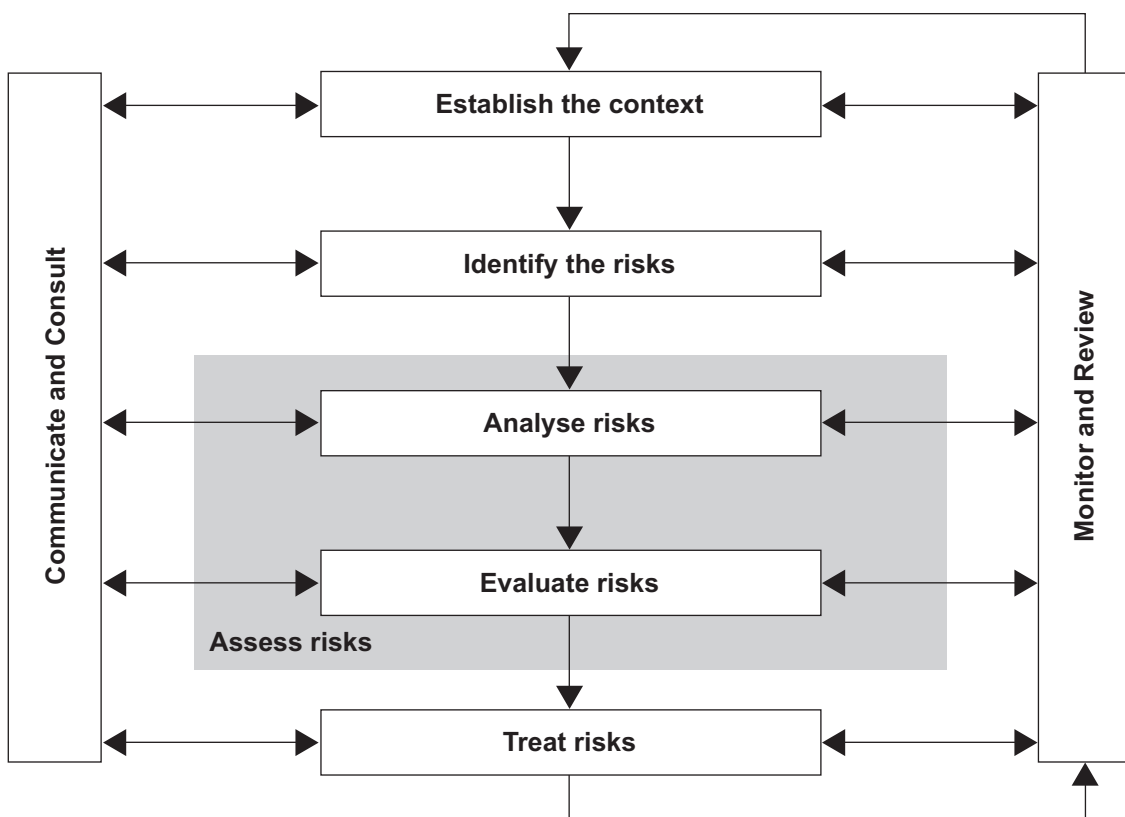 Establish the context
Communicate and Consult
Identify the risks
Monitor and Review
Analyse risks
Evaluate risks
Assess risks
Treat risks